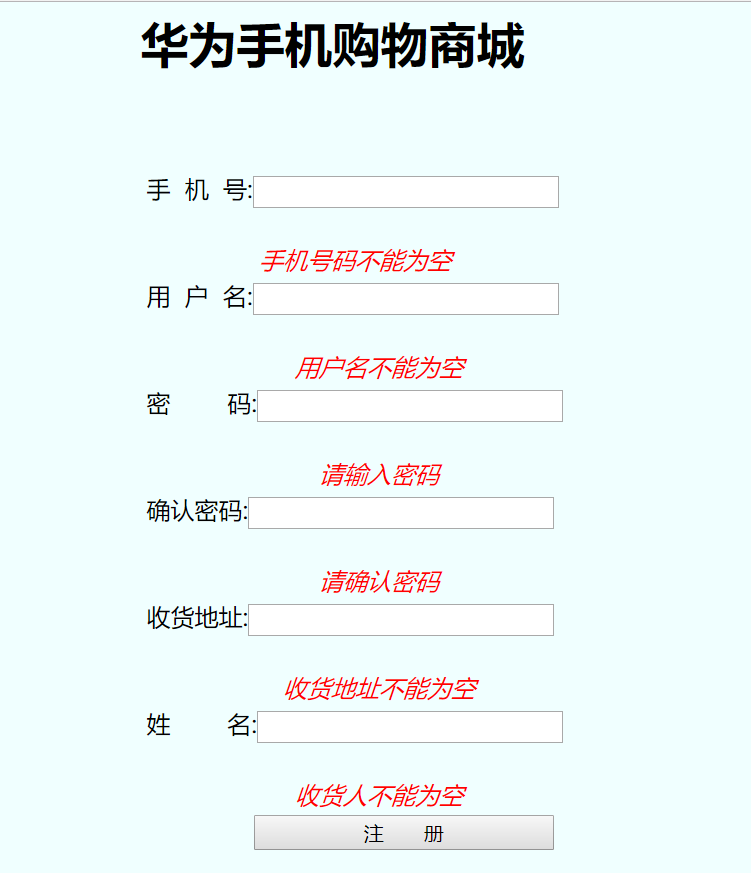 华为手机购物商城
手 机 号:
手机号码不能为空
用 户 名:
用户名不能为空
密 码:
请输入密码
确认密码:
请确认密码
收货地址:
收货地址不能为空
姓 名:
收货人不能为空
注 册